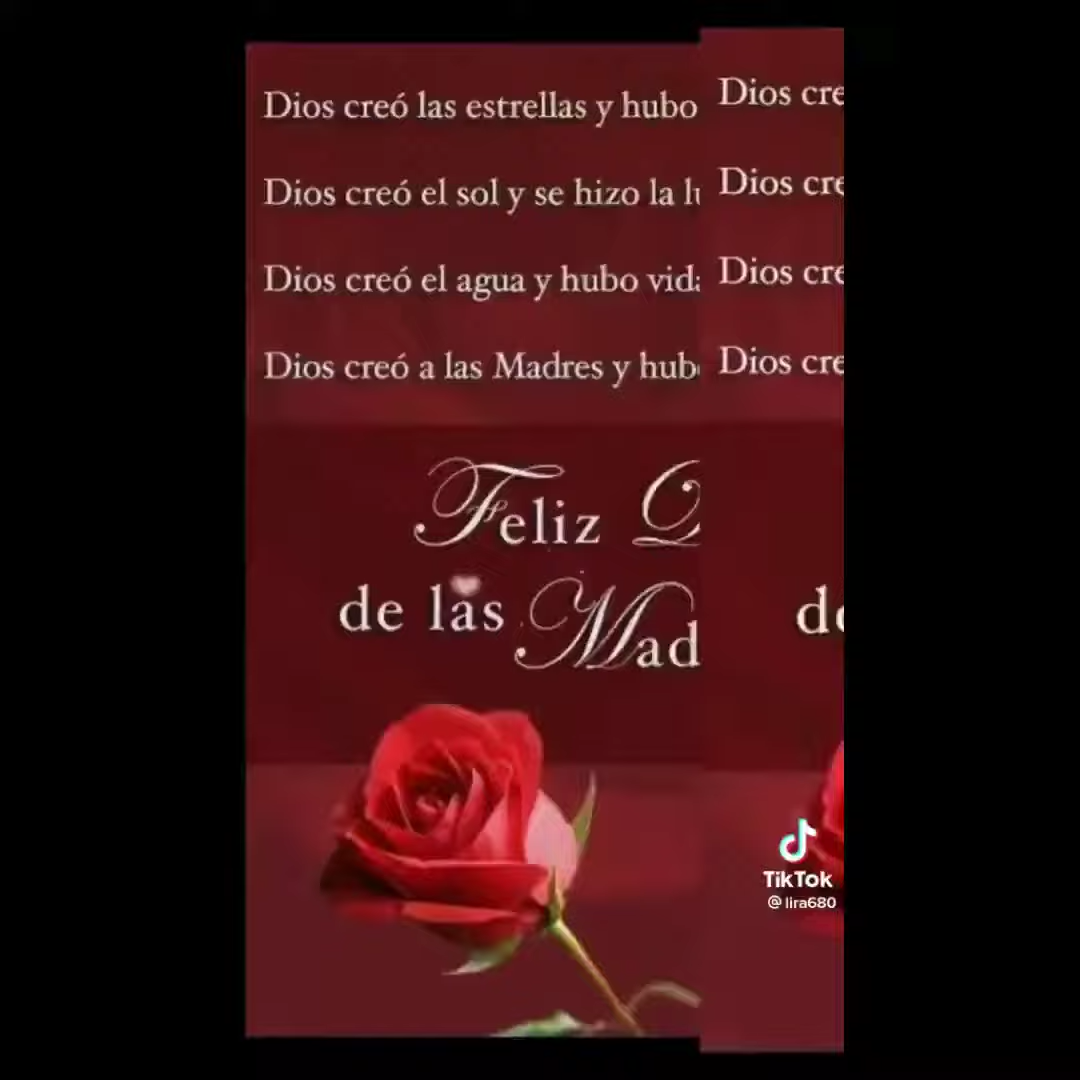 Dios creó las estrellas y hubo
Dios creó el sol y se hizo la
Dios creó el agua y hubo
Dios creó a las Madres y
Feliz
de las
Dios
Dios
Dios
Dios
TikTok
@lira680